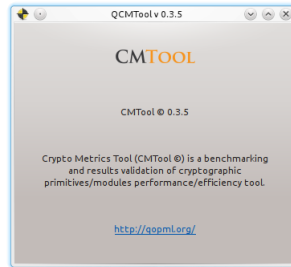 QCMTool v 0.3.5
CMTOOL
CMTool © 0.3.5
Crypto Metrics Tool (CMTool ©) is a benchmarking
and results validation of cryptographic
primitives/modules performance/efficiency tool.
http://qopml.org/